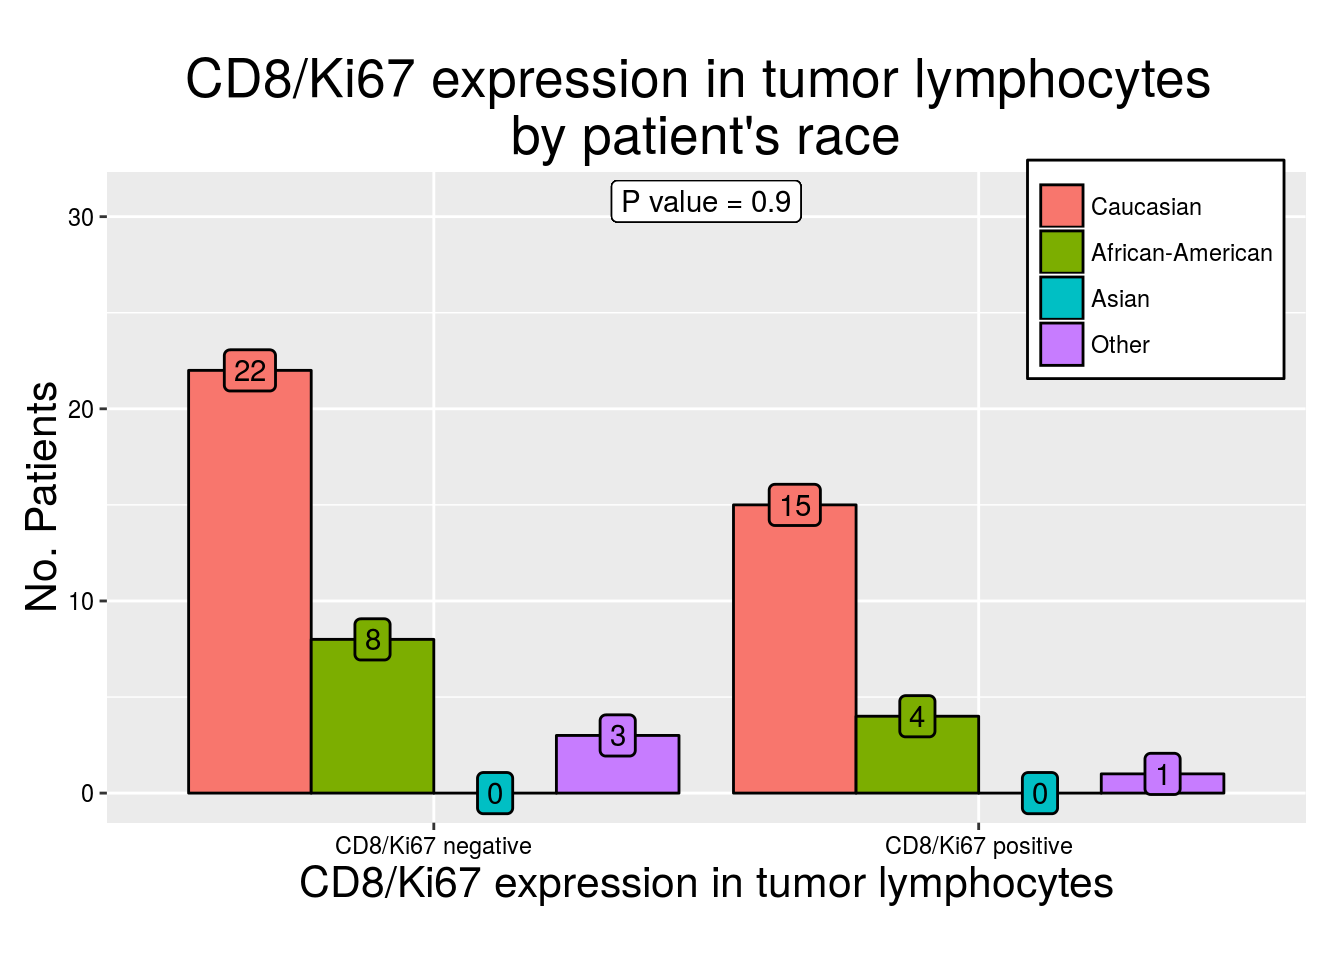 CD8/Ki67 expression in tumor lymphocytes
by patient's race
P value = 0.9
Caucasian
African-American
Asian
Other
No. Patients
30
20
10
0
22
8
0
3
15
4
0
1
CD8/Ki67 negative
CD8/Ki67 positive
CD8/Ki67 expression in tumor lymphocytes